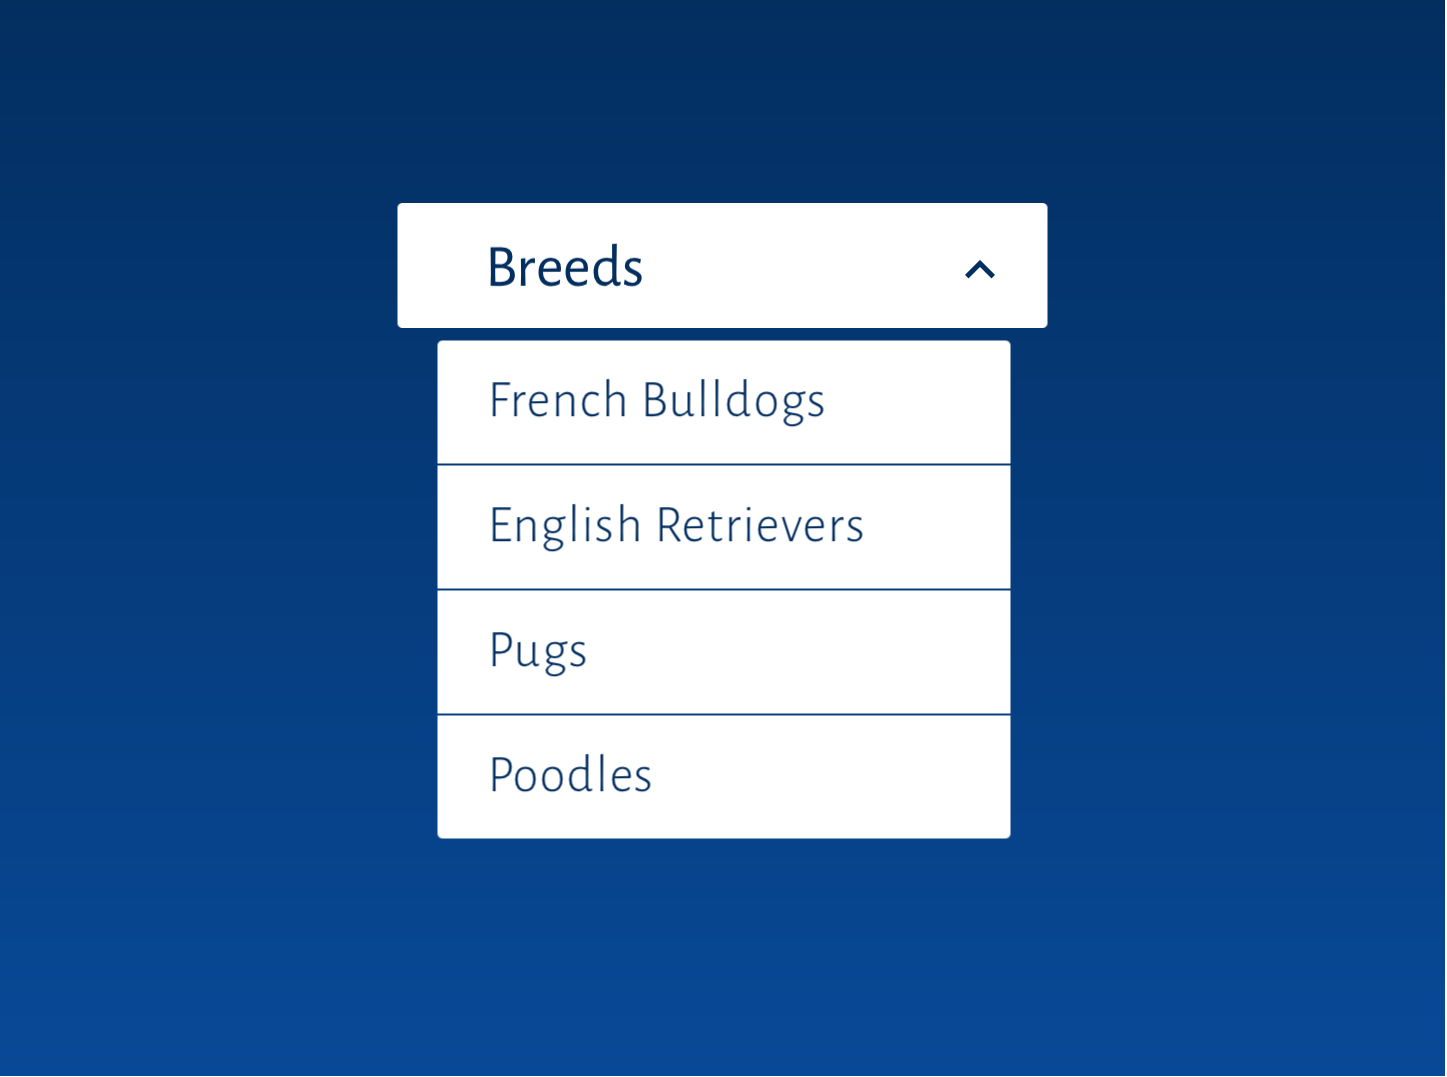 Breeds
French Bulldogs
English Retrievers
Pugs
Poodles